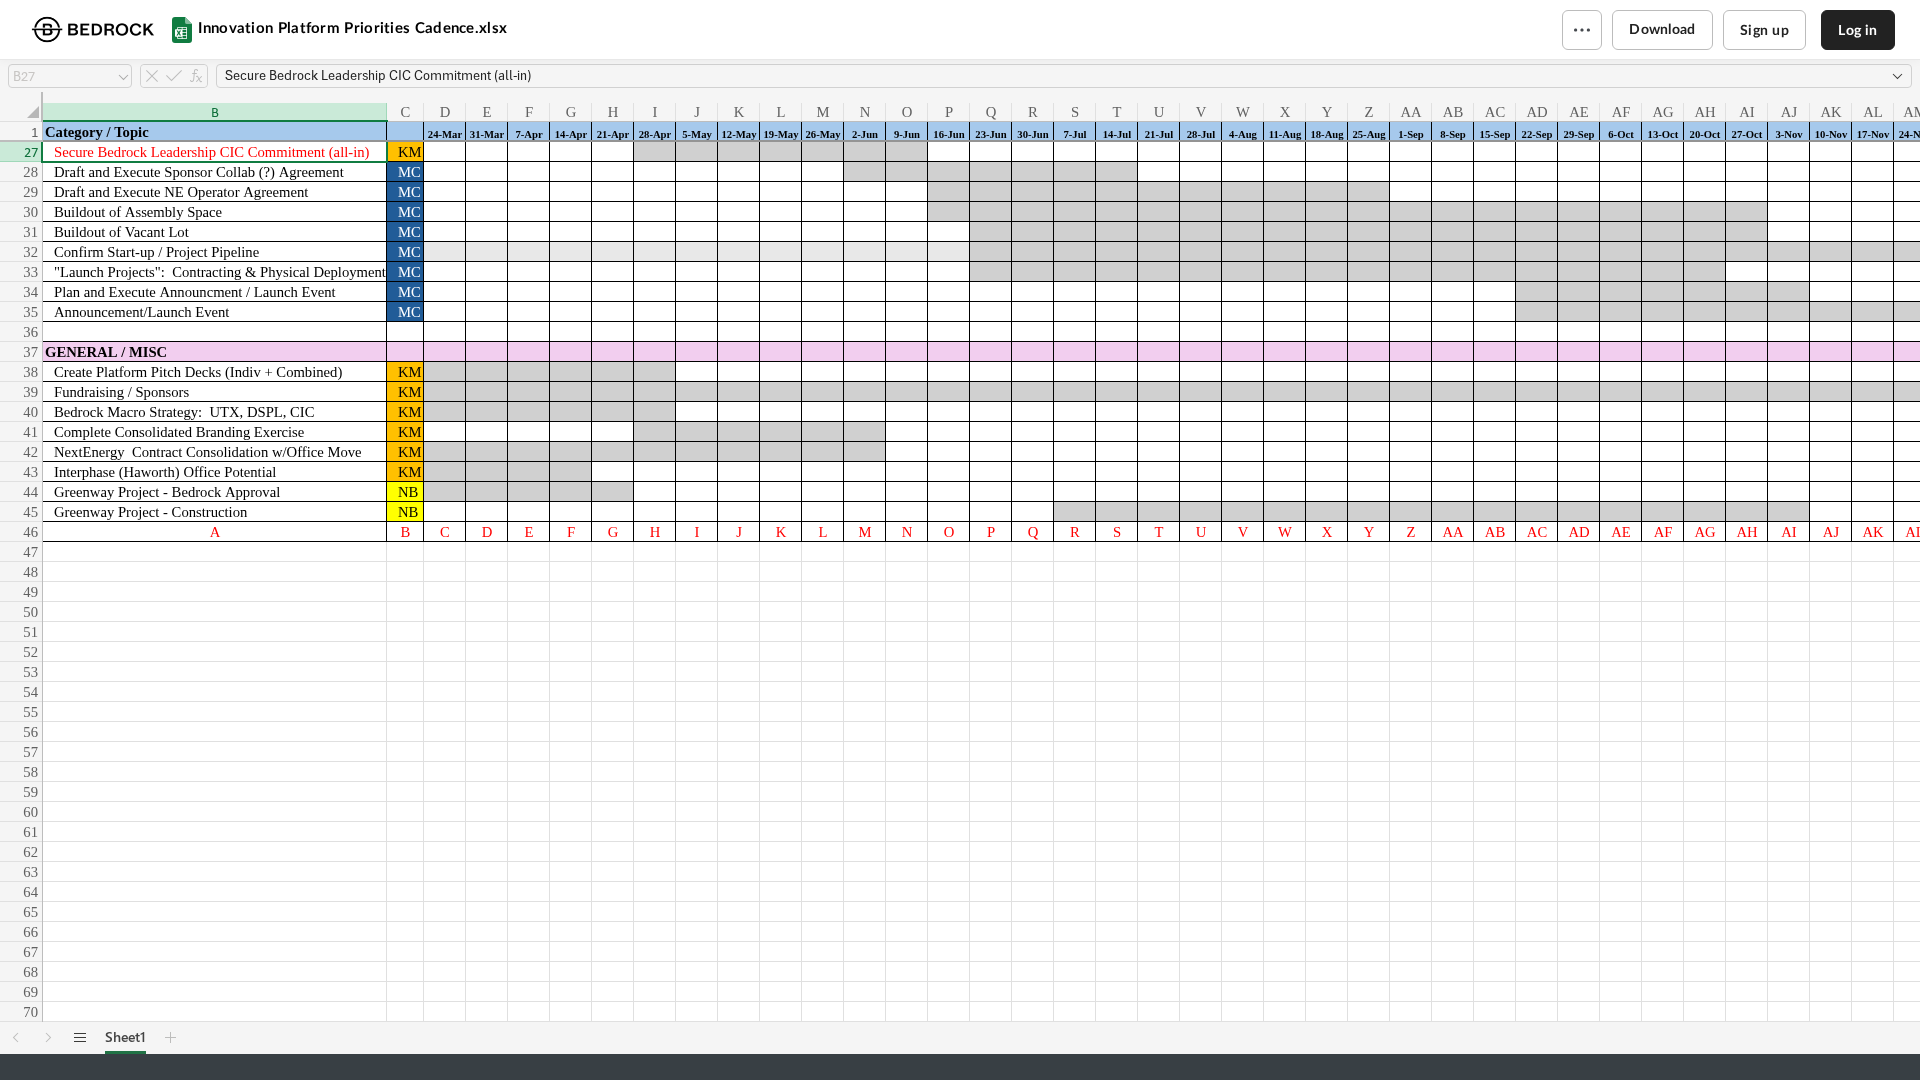 BEDROCK Innovation Platform Priorities Cadence.xlsx ... Download Sign up Log in
B27 fx Secure Bedrock Leadership CIC Commitment (all-in)
B C D E F G H I J K L M N O P Q R S T U V W X Y Z AA AB AC AD AE AF AG AH AI AJ AK AL AM
1 Category / Topic 24-Mar 31-Mar 7-Apr 14-Apr 21-Apr 28-Apr 5-May 12-May 19-May 26-May 2-Jun 9-Jun 16-Jun 23-Jun 30-Jun 7-Jul 14-Jul 21-Jul 28-Jul 4-Aug 11-Aug 18-Aug 25-Aug 1-Sep 8-Sep 15-Sep 22-Sep 29-Sep 6-Oct 13-Oct 20-Oct 27-Oct 3-Nov 10-Nov 17-Nov 24-N
27 Secure Bedrock Leadership CIC Commitment (all-in) KM
28 Draft and Execute Sponsor Collab (?) Agreement MC
29 Draft and Execute NE Operator Agreement MC
30 Buildout of Assembly Space MC
31 Buildout of Vacant Lot MC
32 Confirm Start-up / Project Pipeline MC
33 "Launch Projects":  Contracting & Physical Deployment MC
34 Plan and Execute Announcment / Launch Event MC
35 Announcement/Launch Event MC
36
37 GENERAL / MISC
38 Create Platform Pitch Decks (Indiv + Combined) KM
39 Fundraising / Sponsors KM
40 Bedrock Macro Strategy:  UTX, DSPL, CIC KM
41 Complete Consolidated Branding Exercise KM
42 NextEnergy  Contract Consolidation w/Office Move KM
43 Interphase (Haworth) Office Potential KM
44 Greenway Project - Bedrock Approval NB
45 Greenway Project - Construction NB
46 A B C D E F G H I J K L M N O P Q R S T U V W X Y Z AA AB AC AD AE AF AG AH AI AJ AK AL
47
48
49
50
51
52
53
54
55
56
57
58
59
60
61
62
63
64
65
66
67
68
69
70
Sheet1